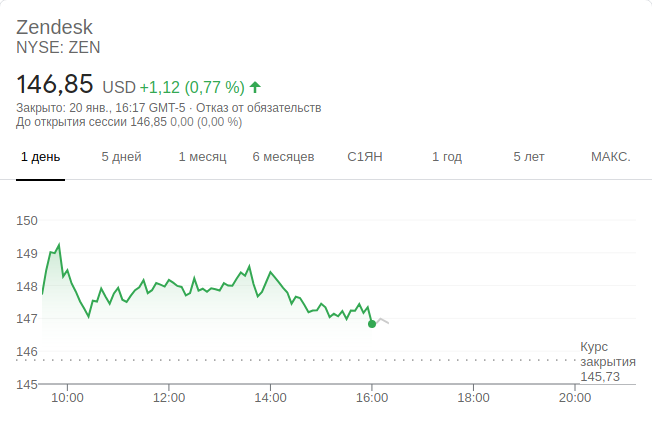 Zendesk
NYSE: ZEN
146,85 USD +1,12 (0,77 %)
Закрыто: 20 янв., 16:17 GMT-5 · Отказ от обязательств
До открытия сессии 146,85 0,00 (0,00 %)
1 день 5 дней 1 месяц 6 месяцев С1ЯН 1 год 5 лет МАКС.
150
149
148
147
146
145
Курс
закрытия
145,73
10:00 12:00 14:00 16:00 18:00 20:00